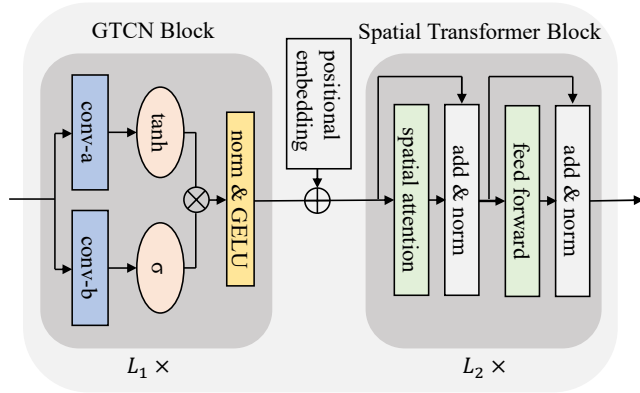 GTCN Block
Spatial Transformer Block
conv-a
tanh
conv-b
σ
norm & GELU
positional
embedding
spatial attention
add & norm
feed forward
add & norm
L₁ ×
L₂ ×